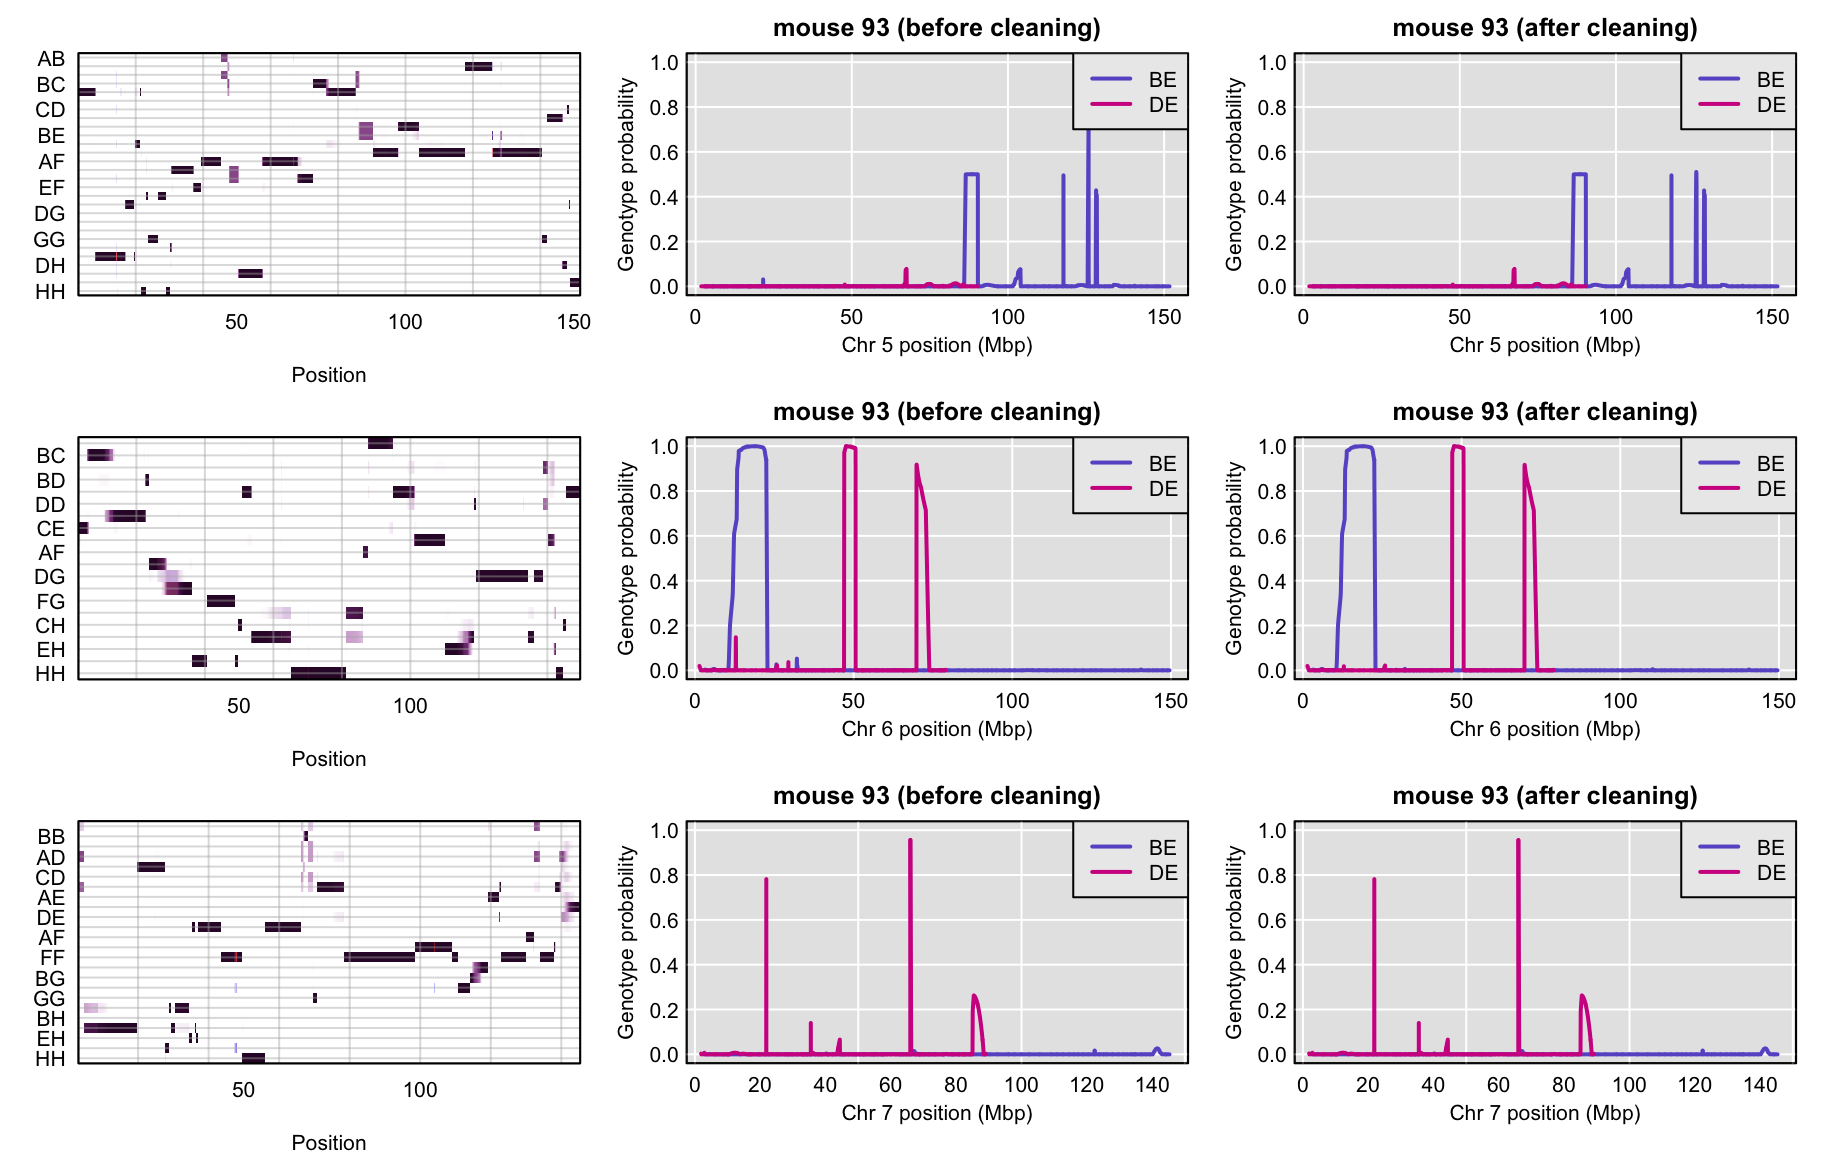 AB
BC
CD
BE
AF
EF
DG
GG
DH
HH
50 100 150
Position
mouse 93 (before cleaning)
Genotype probability
1.0
0.8
0.6
0.4
0.2
0.0
BE
DE
0 50 100 150
Chr 5 position (Mbp)
mouse 93 (after cleaning)
Genotype probability
1.0
0.8
0.6
0.4
0.2
0.0
BE
DE
0 50 100 150
Chr 5 position (Mbp)
BC
BD
DD
CE
AF
DG
FG
CH
EH
HH
50 100
Position
mouse 93 (before cleaning)
Genotype probability
1.0
0.8
0.6
0.4
0.2
0.0
BE
DE
0 50 100 150
Chr 6 position (Mbp)
mouse 93 (after cleaning)
Genotype probability
1.0
0.8
0.6
0.4
0.2
0.0
BE
DE
0 50 100 150
Chr 6 position (Mbp)
BB
AD
CD
AE
DE
AF
FF
BG
GG
BH
EH
HH
50 100
Position
mouse 93 (before cleaning)
Genotype probability
1.0
0.8
0.6
0.4
0.2
0.0
BE
DE
0 20 40 60 80 100 120 140
Chr 7 position (Mbp)
mouse 93 (after cleaning)
Genotype probability
1.0
0.8
0.6
0.4
0.2
0.0
BE
DE
0 20 40 60 80 100 120 140
Chr 7 position (Mbp)